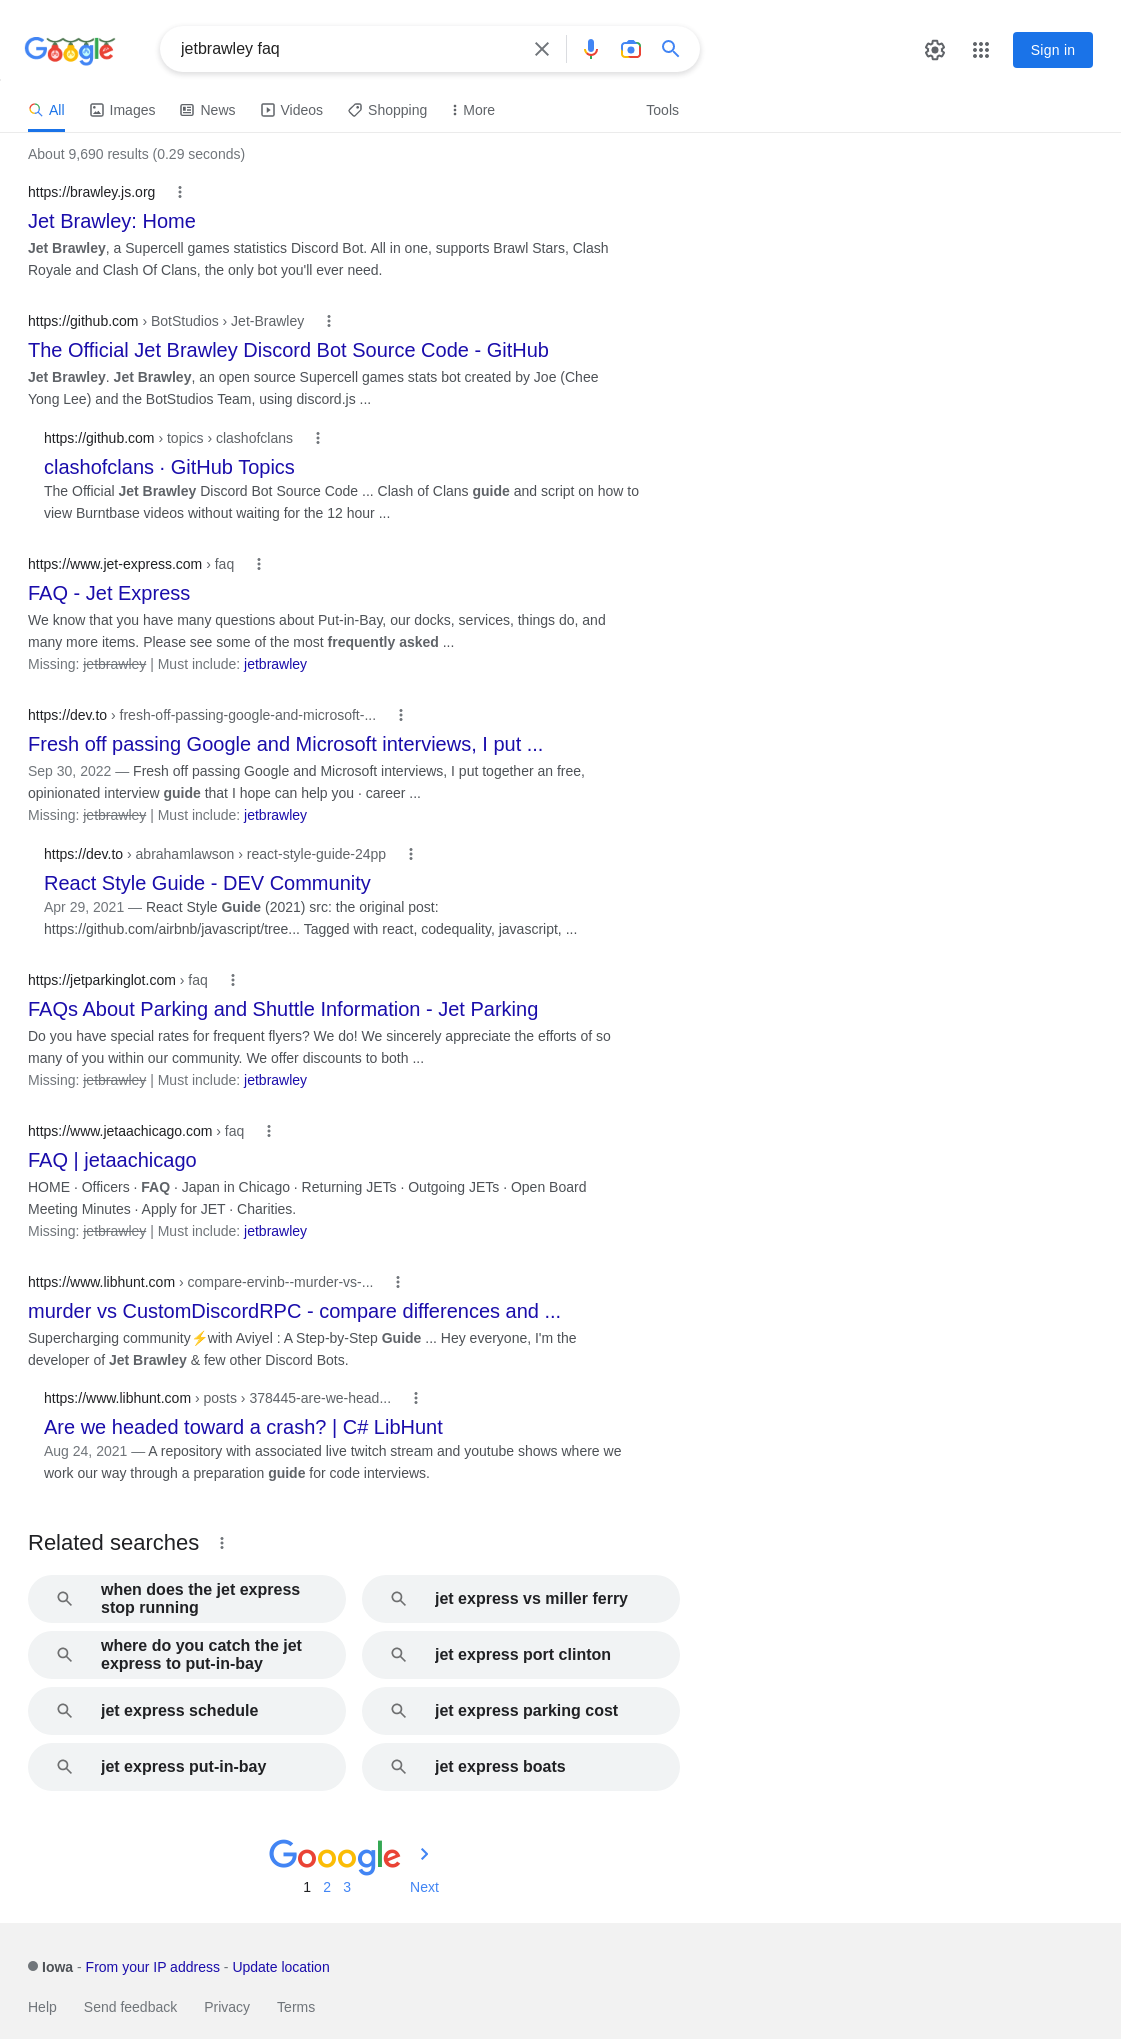 Google
jetbrawley faq
Sign in
All
Images
News
Videos
Shopping
More
Tools
About 9,690 results (0.29 seconds)
https://brawley.js.org
Jet Brawley: Home
Jet Brawley, a Supercell games statistics Discord Bot. All in one, supports Brawl Stars, Clash
Royale and Clash Of Clans, the only bot you'll ever need.
https://github.com › BotStudios › Jet-Brawley
The Official Jet Brawley Discord Bot Source Code - GitHub
Jet Brawley. Jet Brawley, an open source Supercell games stats bot created by Joe (Chee
Yong Lee) and the BotStudios Team, using discord.js ...
https://github.com › topics › clashofclans
clashofclans · GitHub Topics
The Official Jet Brawley Discord Bot Source Code ... Clash of Clans guide and script on how to
view Burntbase videos without waiting for the 12 hour ...
https://www.jet-express.com › faq
FAQ - Jet Express
We know that you have many questions about Put-in-Bay, our docks, services, things do, and
many more items. Please see some of the most frequently asked ...
Missing: jetbrawley | Must include: jetbrawley
https://dev.to › fresh-off-passing-google-and-microsoft-...
Fresh off passing Google and Microsoft interviews, I put ...
Sep 30, 2022 — Fresh off passing Google and Microsoft interviews, I put together an free,
opinionated interview guide that I hope can help you · career ...
Missing: jetbrawley | Must include: jetbrawley
https://dev.to › abrahamlawson › react-style-guide-24pp
React Style Guide - DEV Community
Apr 29, 2021 — React Style Guide (2021) src: the original post:
https://github.com/airbnb/javascript/tree... Tagged with react, codequality, javascript, ...
https://jetparkinglot.com › faq
FAQs About Parking and Shuttle Information - Jet Parking
Do you have special rates for frequent flyers? We do! We sincerely appreciate the efforts of so
many of you within our community. We offer discounts to both ...
Missing: jetbrawley | Must include: jetbrawley
https://www.jetaachicago.com › faq
FAQ | jetaachicago
HOME · Officers · FAQ · Japan in Chicago · Returning JETs · Outgoing JETs · Open Board
Meeting Minutes · Apply for JET · Charities.
Missing: jetbrawley | Must include: jetbrawley
https://www.libhunt.com › compare-ervinb--murder-vs-...
murder vs CustomDiscordRPC - compare differences and ...
Supercharging community⚡with Aviyel : A Step-by-Step Guide ... Hey everyone, I'm the
developer of Jet Brawley & few other Discord Bots.
https://www.libhunt.com › posts › 378445-are-we-head...
Are we headed toward a crash? | C# LibHunt
Aug 24, 2021 — A repository with associated live twitch stream and youtube shows where we
work our way through a preparation guide for code interviews.
Related searches
when does the jet express
stop running
jet express vs miller ferry
where do you catch the jet
express to put-in-bay
jet express port clinton
jet express schedule
jet express parking cost
jet express put-in-bay
jet express boats
Gooogle
1 2 3 Next
Iowa - From your IP address - Update location
Help Send feedback Privacy Terms